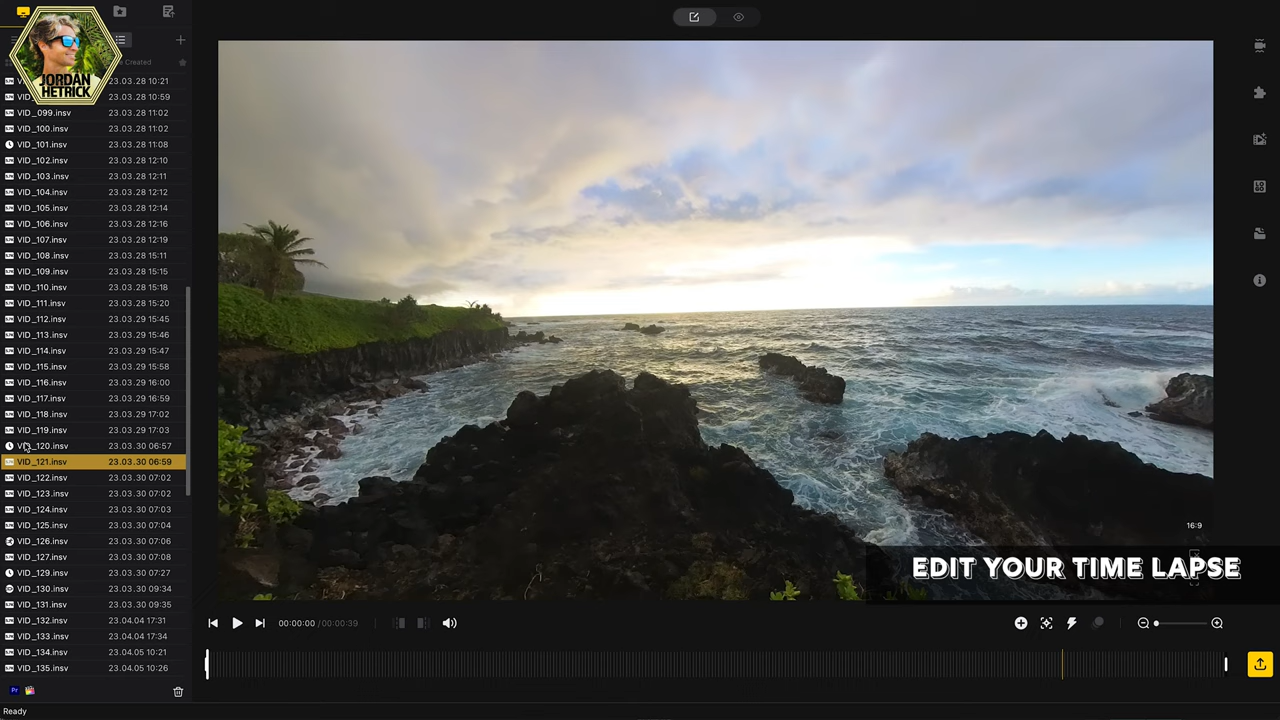 JORDAN
HETRICK
Created
23.03.28 10:21
23.03.28 10:59
VID_099.insv 23.03.28 11:02
VID_100.insv 23.03.28 11:02
VID_101.insv 23.03.28 11:08
VID_102.insv 23.03.28 12:10
VID_103.insv 23.03.28 12:11
VID_104.insv 23.03.28 12:12
VID_105.insv 23.03.28 12:14
VID_106.insv 23.03.28 12:16
VID_107.insv 23.03.28 12:19
VID_108.insv 23.03.28 15:11
VID_109.insv 23.03.28 15:15
VID_110.insv 23.03.28 15:18
VID_111.insv 23.03.28 15:20
VID_112.insv 23.03.29 15:45
VID_113.insv 23.03.29 15:46
VID_114.insv 23.03.29 15:47
VID_115.insv 23.03.29 15:58
VID_116.insv 23.03.29 16:00
VID_117.insv 23.03.29 16:59
VID_118.insv 23.03.29 17:02
VID_119.insv 23.03.29 17:03
VID_120.insv 23.03.30 06:57
VID_121.insv 23.03.30 06:59
VID_122.insv 23.03.30 07:02
VID_123.insv 23.03.30 07:02
VID_124.insv 23.03.30 07:03
VID_125.insv 23.03.30 07:04
VID_126.insv 23.03.30 07:06
VID_127.insv 23.03.30 07:08
VID_129.insv 23.03.30 07:27
VID_130.insv 23.03.30 09:34
VID_131.insv 23.03.30 09:35
VID_132.insv 23.04.04 17:31
VID_133.insv 23.04.04 17:34
VID_134.insv 23.04.05 10:21
VID_135.insv 23.04.05 10:26
Pr
Ready
16:9
EDIT YOUR TIME LAPSE
00:00:00 / 00:00:39